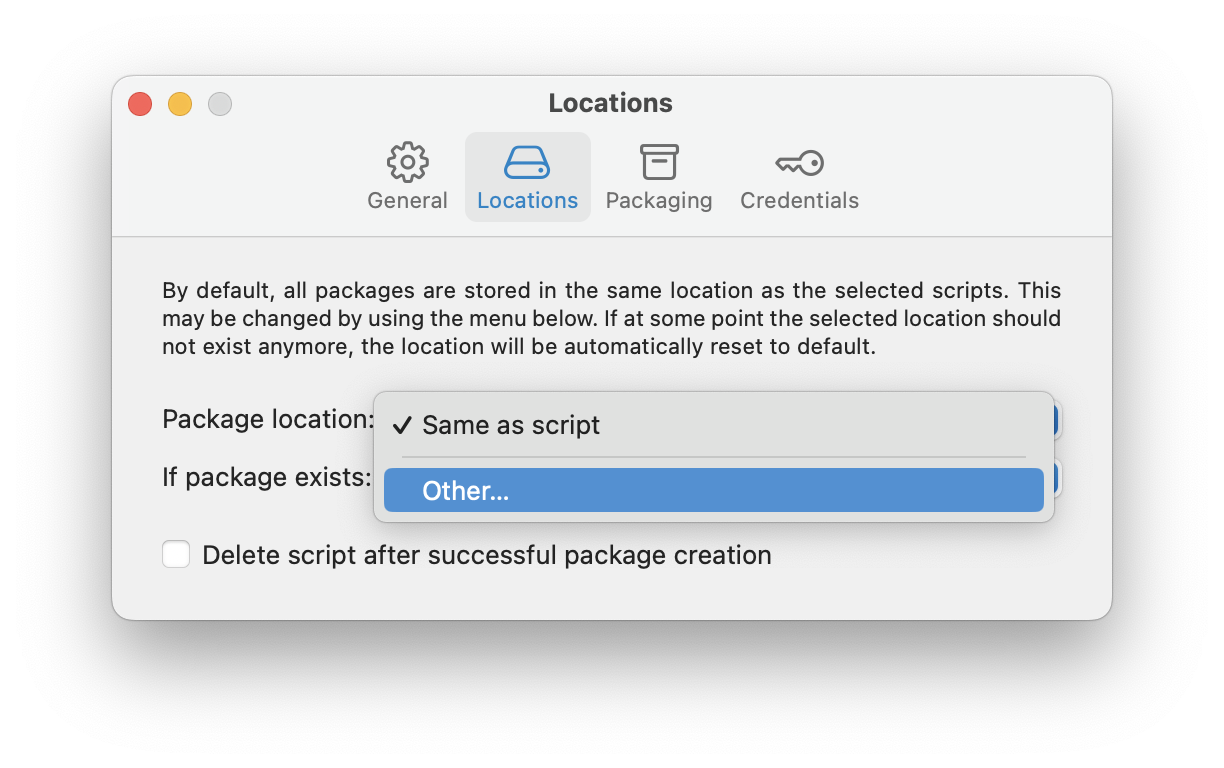 Locations
General
Locations
Packaging
Credentials
By default, all packages are stored in the same location as the selected scripts. This
may be changed by using the menu below. If at some point the selected location should
not exist anymore, the location will be automatically reset to default.
Package location:
Same as script
If package exists:
Other...
Delete script after successful package creation